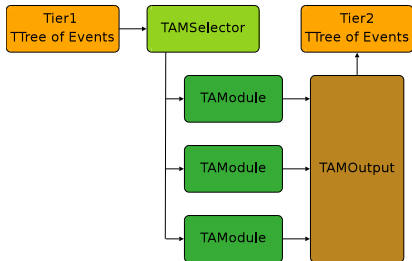 Tier1
TTree of Events
TAMSelector
Tier2
TTree of Events
TAModule
TAModule
TAModule
TAMOutput